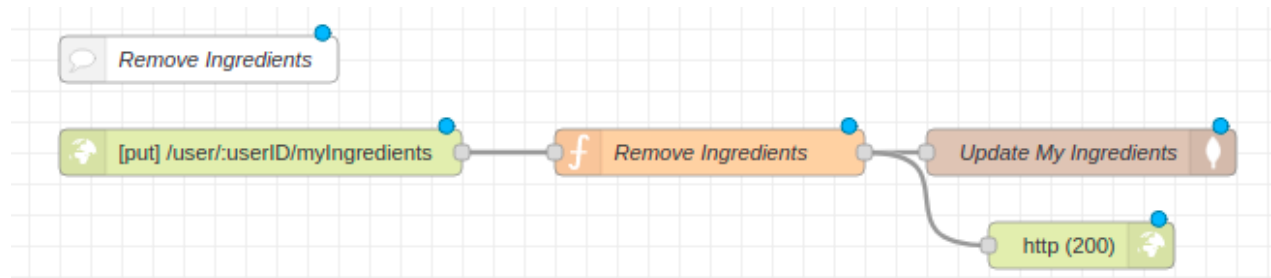 Remove Ingredients
[put] /user/:userID/myIngredients
Remove Ingredients
Update My Ingredients
http (200)